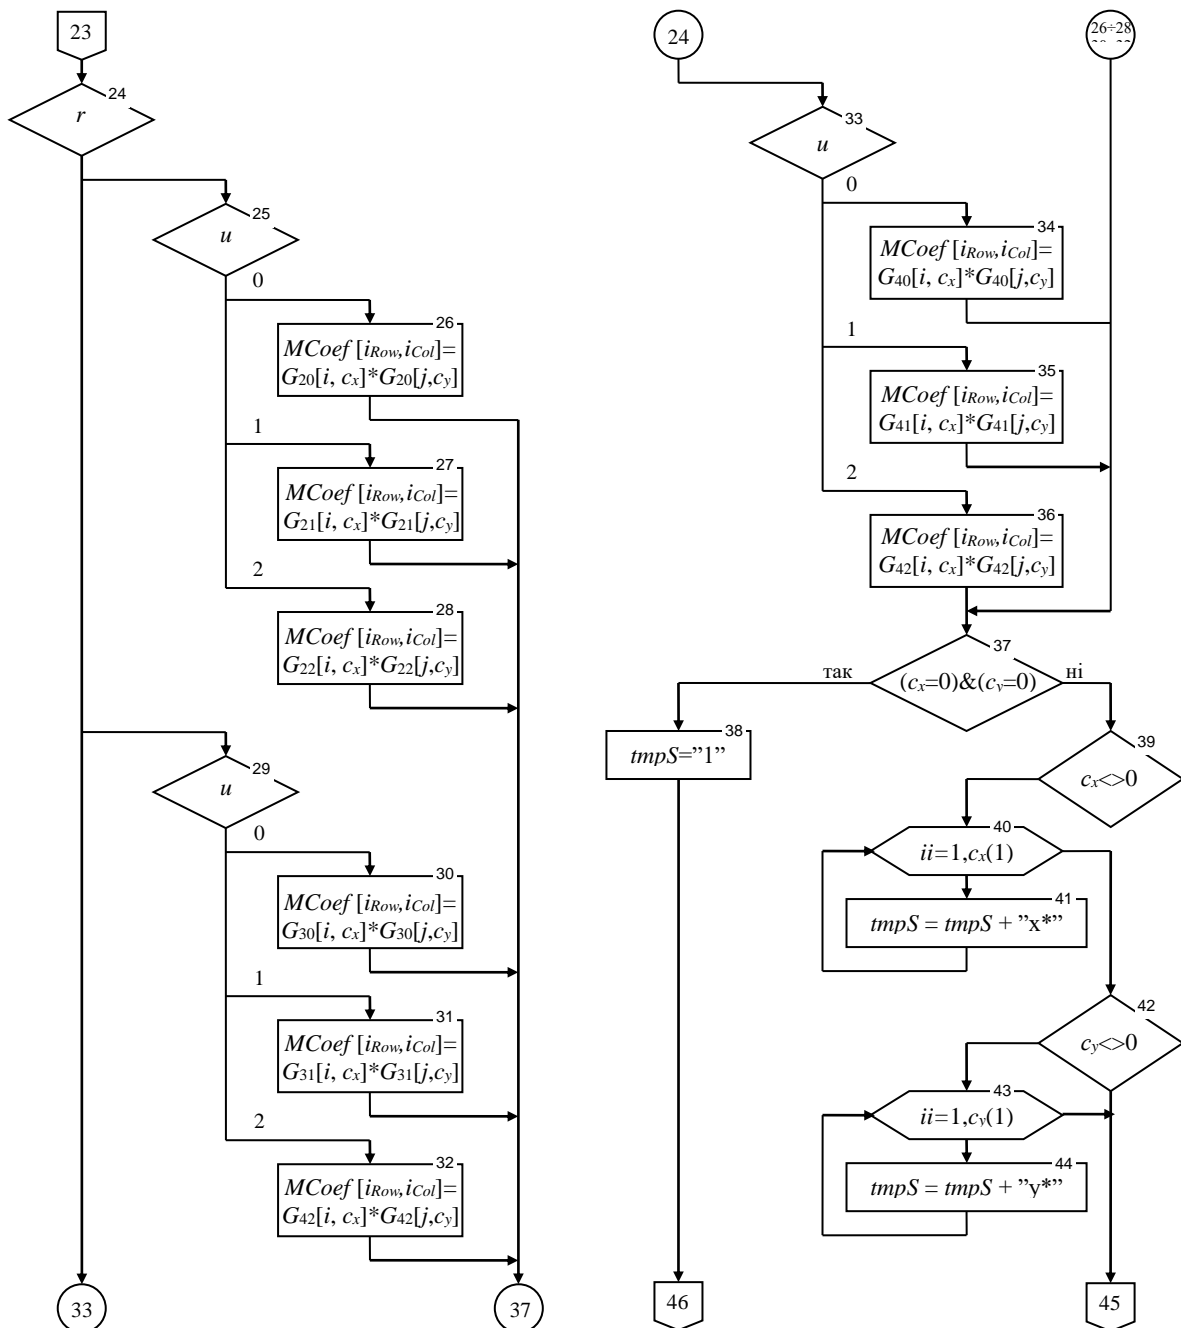 23
24
r
25
u
0
26
MCoef [iRow,iCol]=
G20[i, cx]*G20[j,cy]
1
27
MCoef [iRow,iCol]=
G21[i, cx]*G21[j,cy]
2
28
MCoef [iRow,iCol]=
G22[i, cx]*G22[j,cy]
29
u
0
30
MCoef [iRow,iCol]=
G30[i, cx]*G30[j,cy]
1
31
MCoef [iRow,iCol]=
G31[i, cx]*G31[j,cy]
2
32
MCoef [iRow,iCol]=
G42[i, cx]*G42[j,cy]
33
37
24
26÷28
33
u
0
34
MCoef [iRow,iCol]=
G40[i, cx]*G40[j,cy]
1
35
MCoef [iRow,iCol]=
G41[i, cx]*G41[j,cy]
2
36
MCoef [iRow,iCol]=
G42[i, cx]*G42[j,cy]
37
так
(cx=0)&(cy=0)
ні
38
tmpS=”1”
39
cx<>0
40
ii=1,cx(1)
41
tmpS = tmpS + ”x*”
42
cy<>0
43
ii=1,cy(1)
44
tmpS = tmpS + ”y*”
46
45